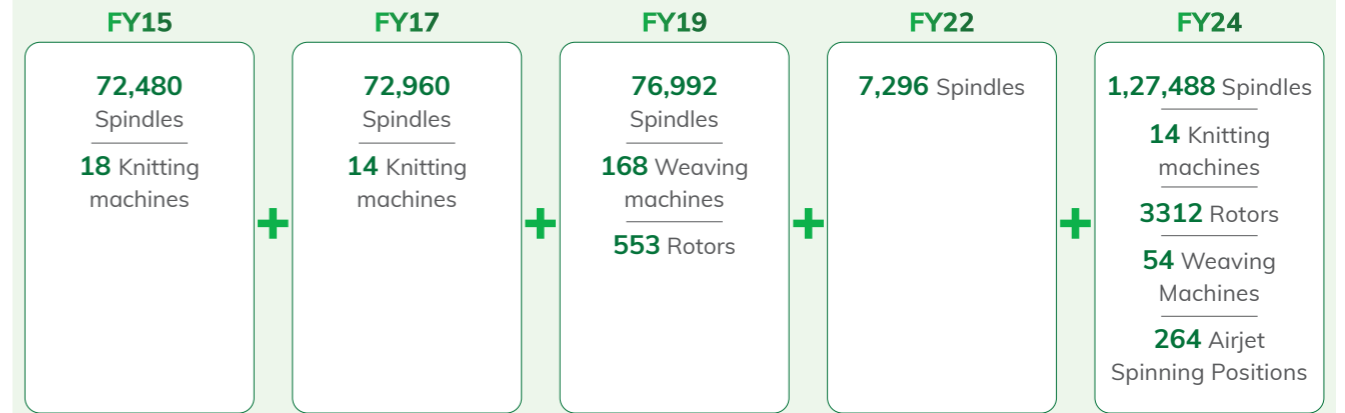 FY15
72,480
Spindles
18 Knitting
machines
+
FY17
72,960
Spindles
14 Knitting
machines
+
FY19
76,992
Spindles
168 Weaving
machines
553 Rotors
+
FY22
7,296 Spindles
+
FY24
1,27,488 Spindles
14 Knitting
machines
3312 Rotors
54 Weaving
Machines
264 Airjet
Spinning Positions